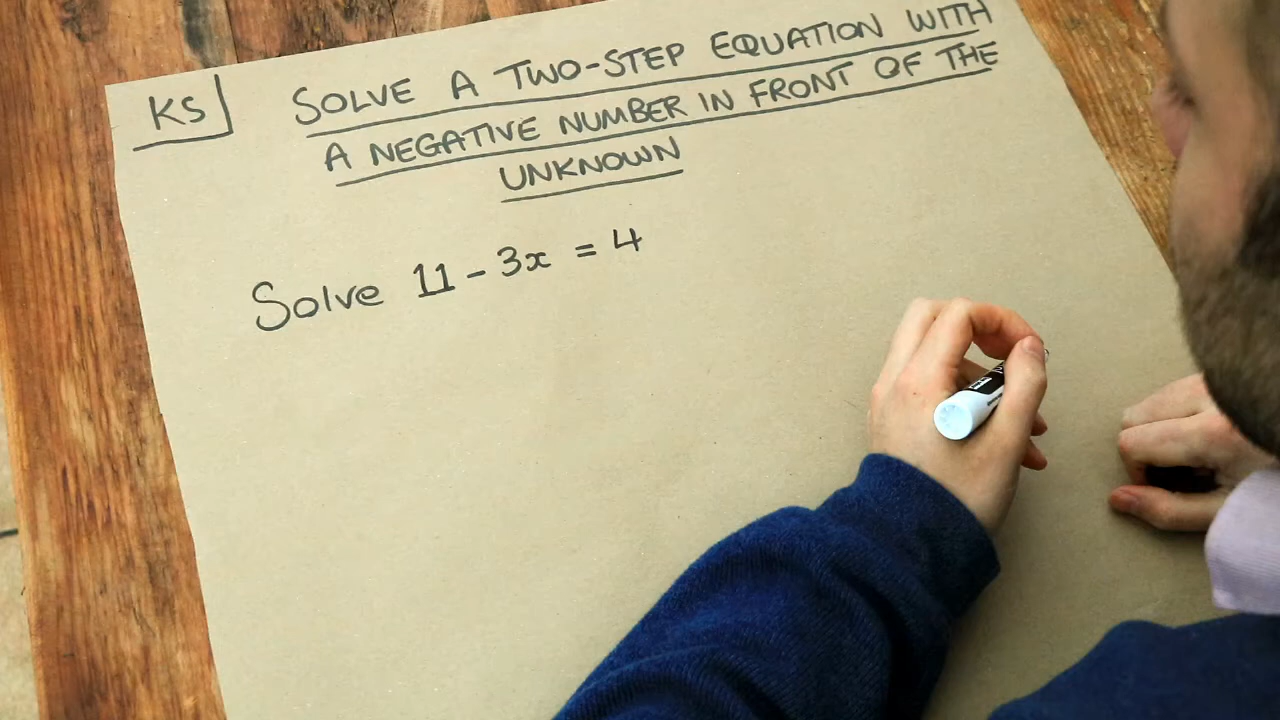 KS
SOLVE A TWO-STEP EQUATION WITH
A NEGATIVE NUMBER IN FRONT OF THE
UNKNOWN
Solve 11 - 3x = 4